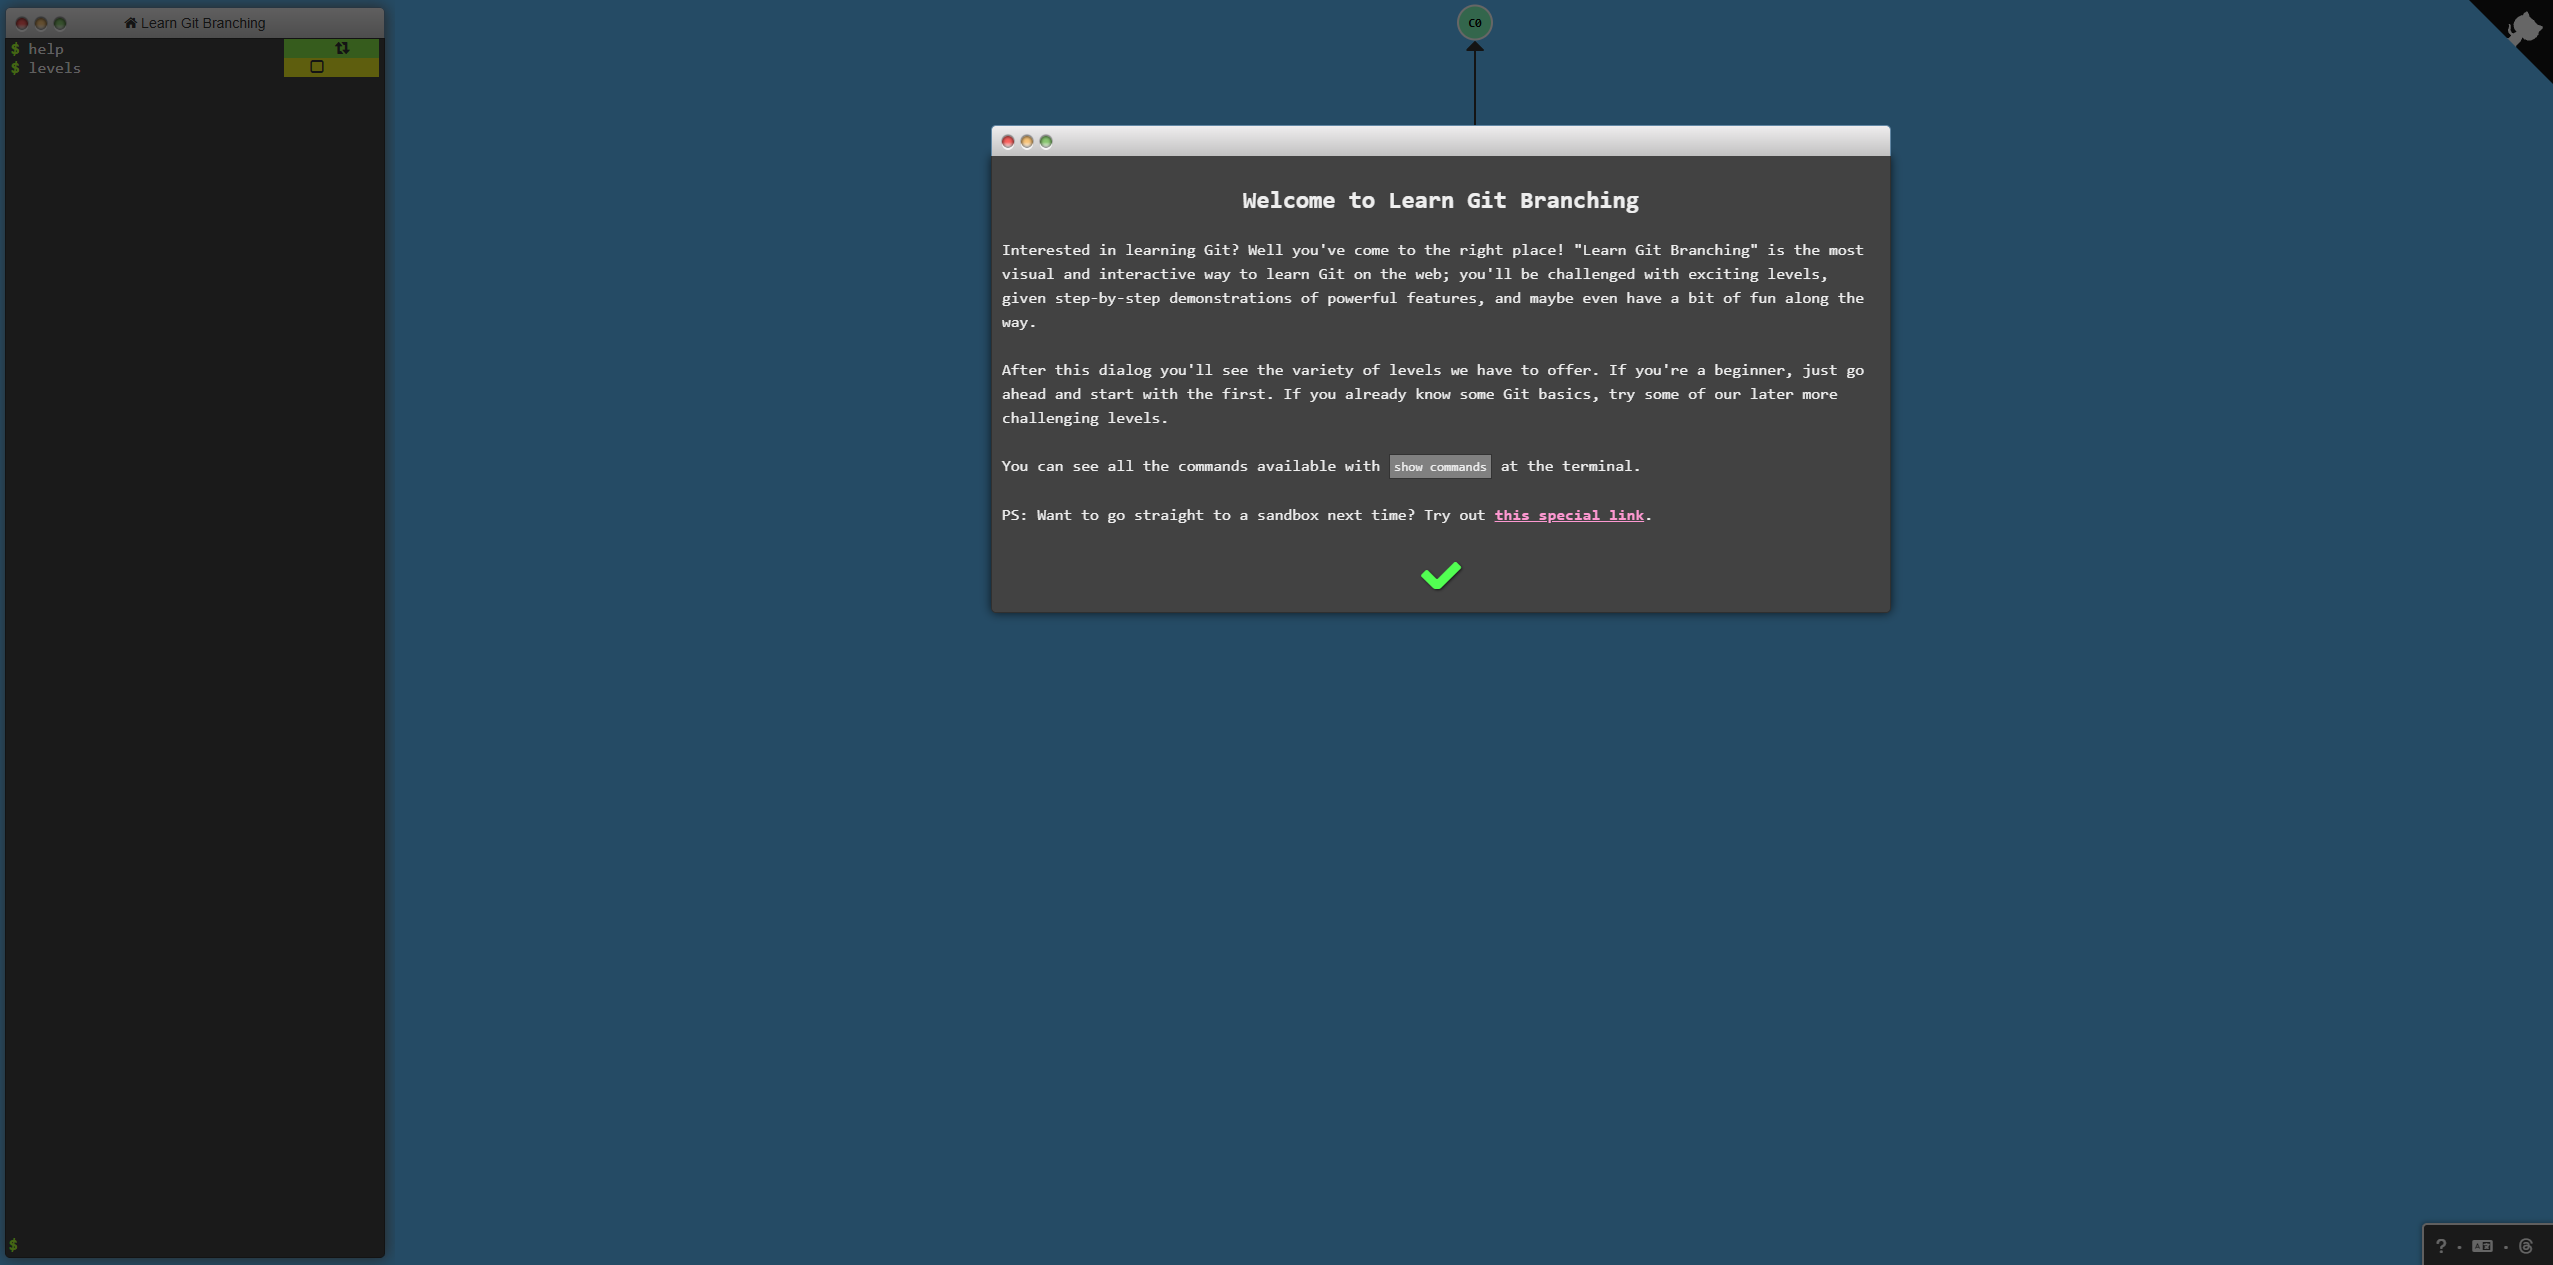 Learn Git Branching
$ help
$ levels
C0
Welcome to Learn Git Branching
Interested in learning Git? Well you've come to the right place! "Learn Git Branching" is the most
visual and interactive way to learn Git on the web; you'll be challenged with exciting levels,
given step-by-step demonstrations of powerful features, and maybe even have a bit of fun along the
way.
After this dialog you'll see the variety of levels we have to offer. If you're a beginner, just go
ahead and start with the first. If you already know some Git basics, try some of our later more
challenging levels.
You can see all the commands available with show commands at the terminal.
PS: Want to go straight to a sandbox next time? Try out this special link.
$
? · ·